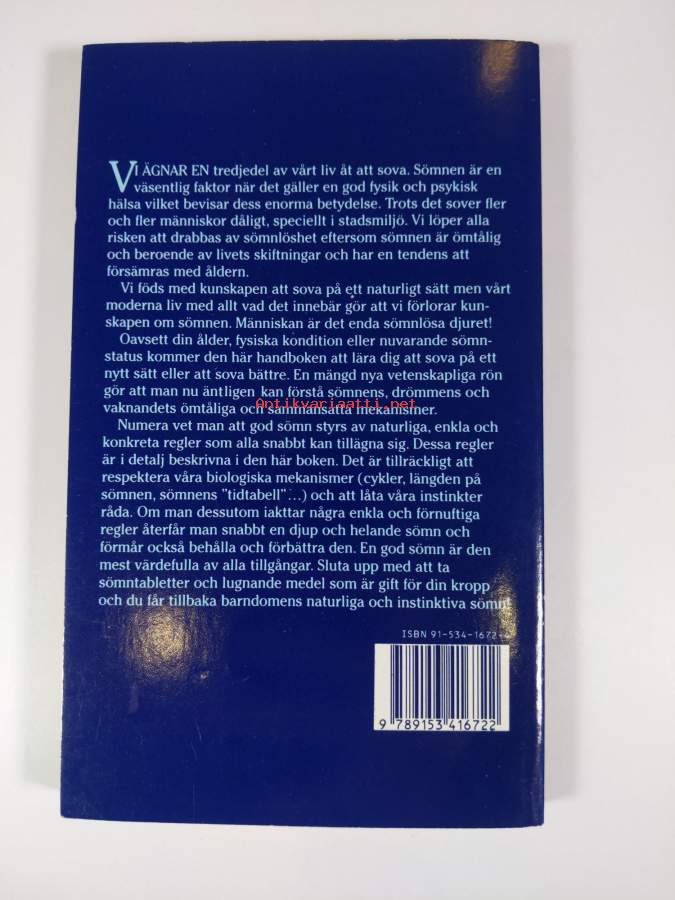 VI ÄGNAR EN tredjedel av vårt liv åt att sova. Sömnen är en
väsentlig faktor när det gäller en god fysik och psykisk
hälsa vilket bevisar dess enorma betydelse. Trots det sover fler
och fler människor dåligt, speciellt i stadsmiljö. Vi löper alla
risken att drabbas av sömnlöshet eftersom sömnen är ömtålig
och beroende av livets skiftningar och har en tendens att
försämras med åldern.
Vi föds med kunskapen att sova på ett naturligt sätt men vårt
moderna liv med allt vad det innebär gör att vi förlorar kun-
skapen om sömnen. Människan är det enda sömnlösa djuret!
Oavsett din ålder, fysiska kondition eller nuvarande sömn-
status kommer den här handboken att lära dig att sova på ett
nytt sätt eller att sova bättre. En mängd nya vetenskapliga rön
gör att man nu äntligen kan förstå sömnens, drömmens och
vaknandets ömtåliga och sammansatta mekanismer.
Antikvariaatti.net
Numera vet man att god sömn styrs av naturliga, enkla och
konkreta regler som alla snabbt kan tillägna sig. Dessa regler
är i detalj beskrivna i den här boken. Det är tillräckligt att
respektera våra biologiska mekanismer (cykler, längden på
sömnen, sömnens "tidtabell"...) och att låta våra instinkter
råda. Om man dessutom iakttar några enkla och förnuftiga
regler återfår man snabbt en djup och helande sömn och
förmår också behålla och förbättra den. En god sömn är den
mest värdefulla av alla tillgångar. Sluta upp med att ta
sömntabletter och lugnande medel som är gift för din kropp
och du får tillbaka barndomens naturliga och instinktiva sömn!
ISBN 91-534-1672-
9 789153 416722